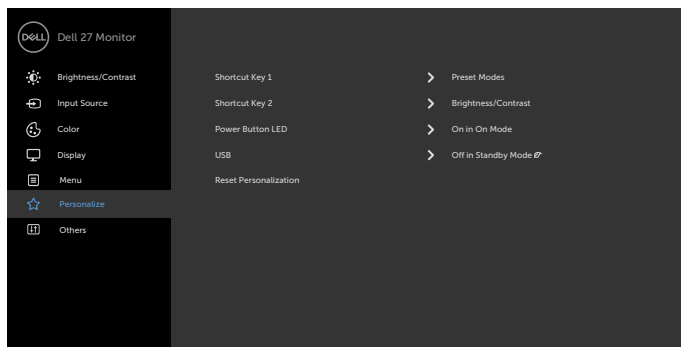 DELL Dell 27 Monitor
Brightness/Contrast Shortcut Key 1 Preset Modes
Input Source Shortcut Key 2 Brightness/Contrast
Color Power Button LED On in On Mode
Display USB Off in Standby Mode
Menu Reset Personalization
Personalize
Others